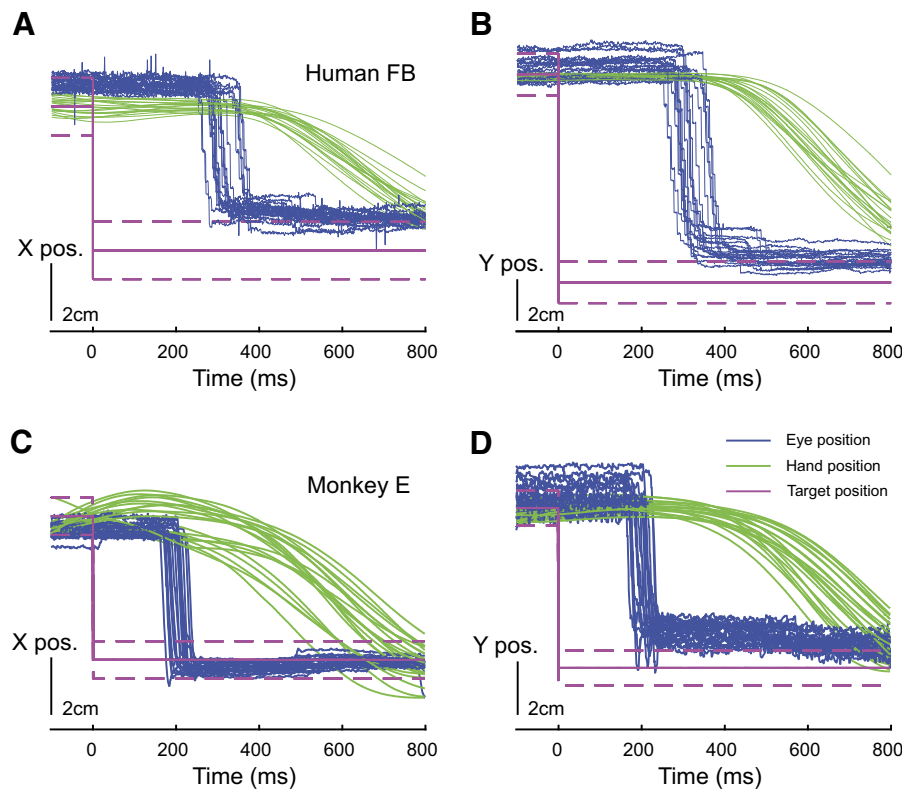 A
Human FB
X pos.
2cm
0 200 400 600 800
Time (ms)
B
Y pos.
2cm
0 200 400 600 800
Time (ms)
C
Monkey E
X pos.
2cm
0 200 400 600 800
Time (ms)
D
Eye position
Hand position
Target position
Y pos.
2cm
0 200 400 600 800
Time (ms)